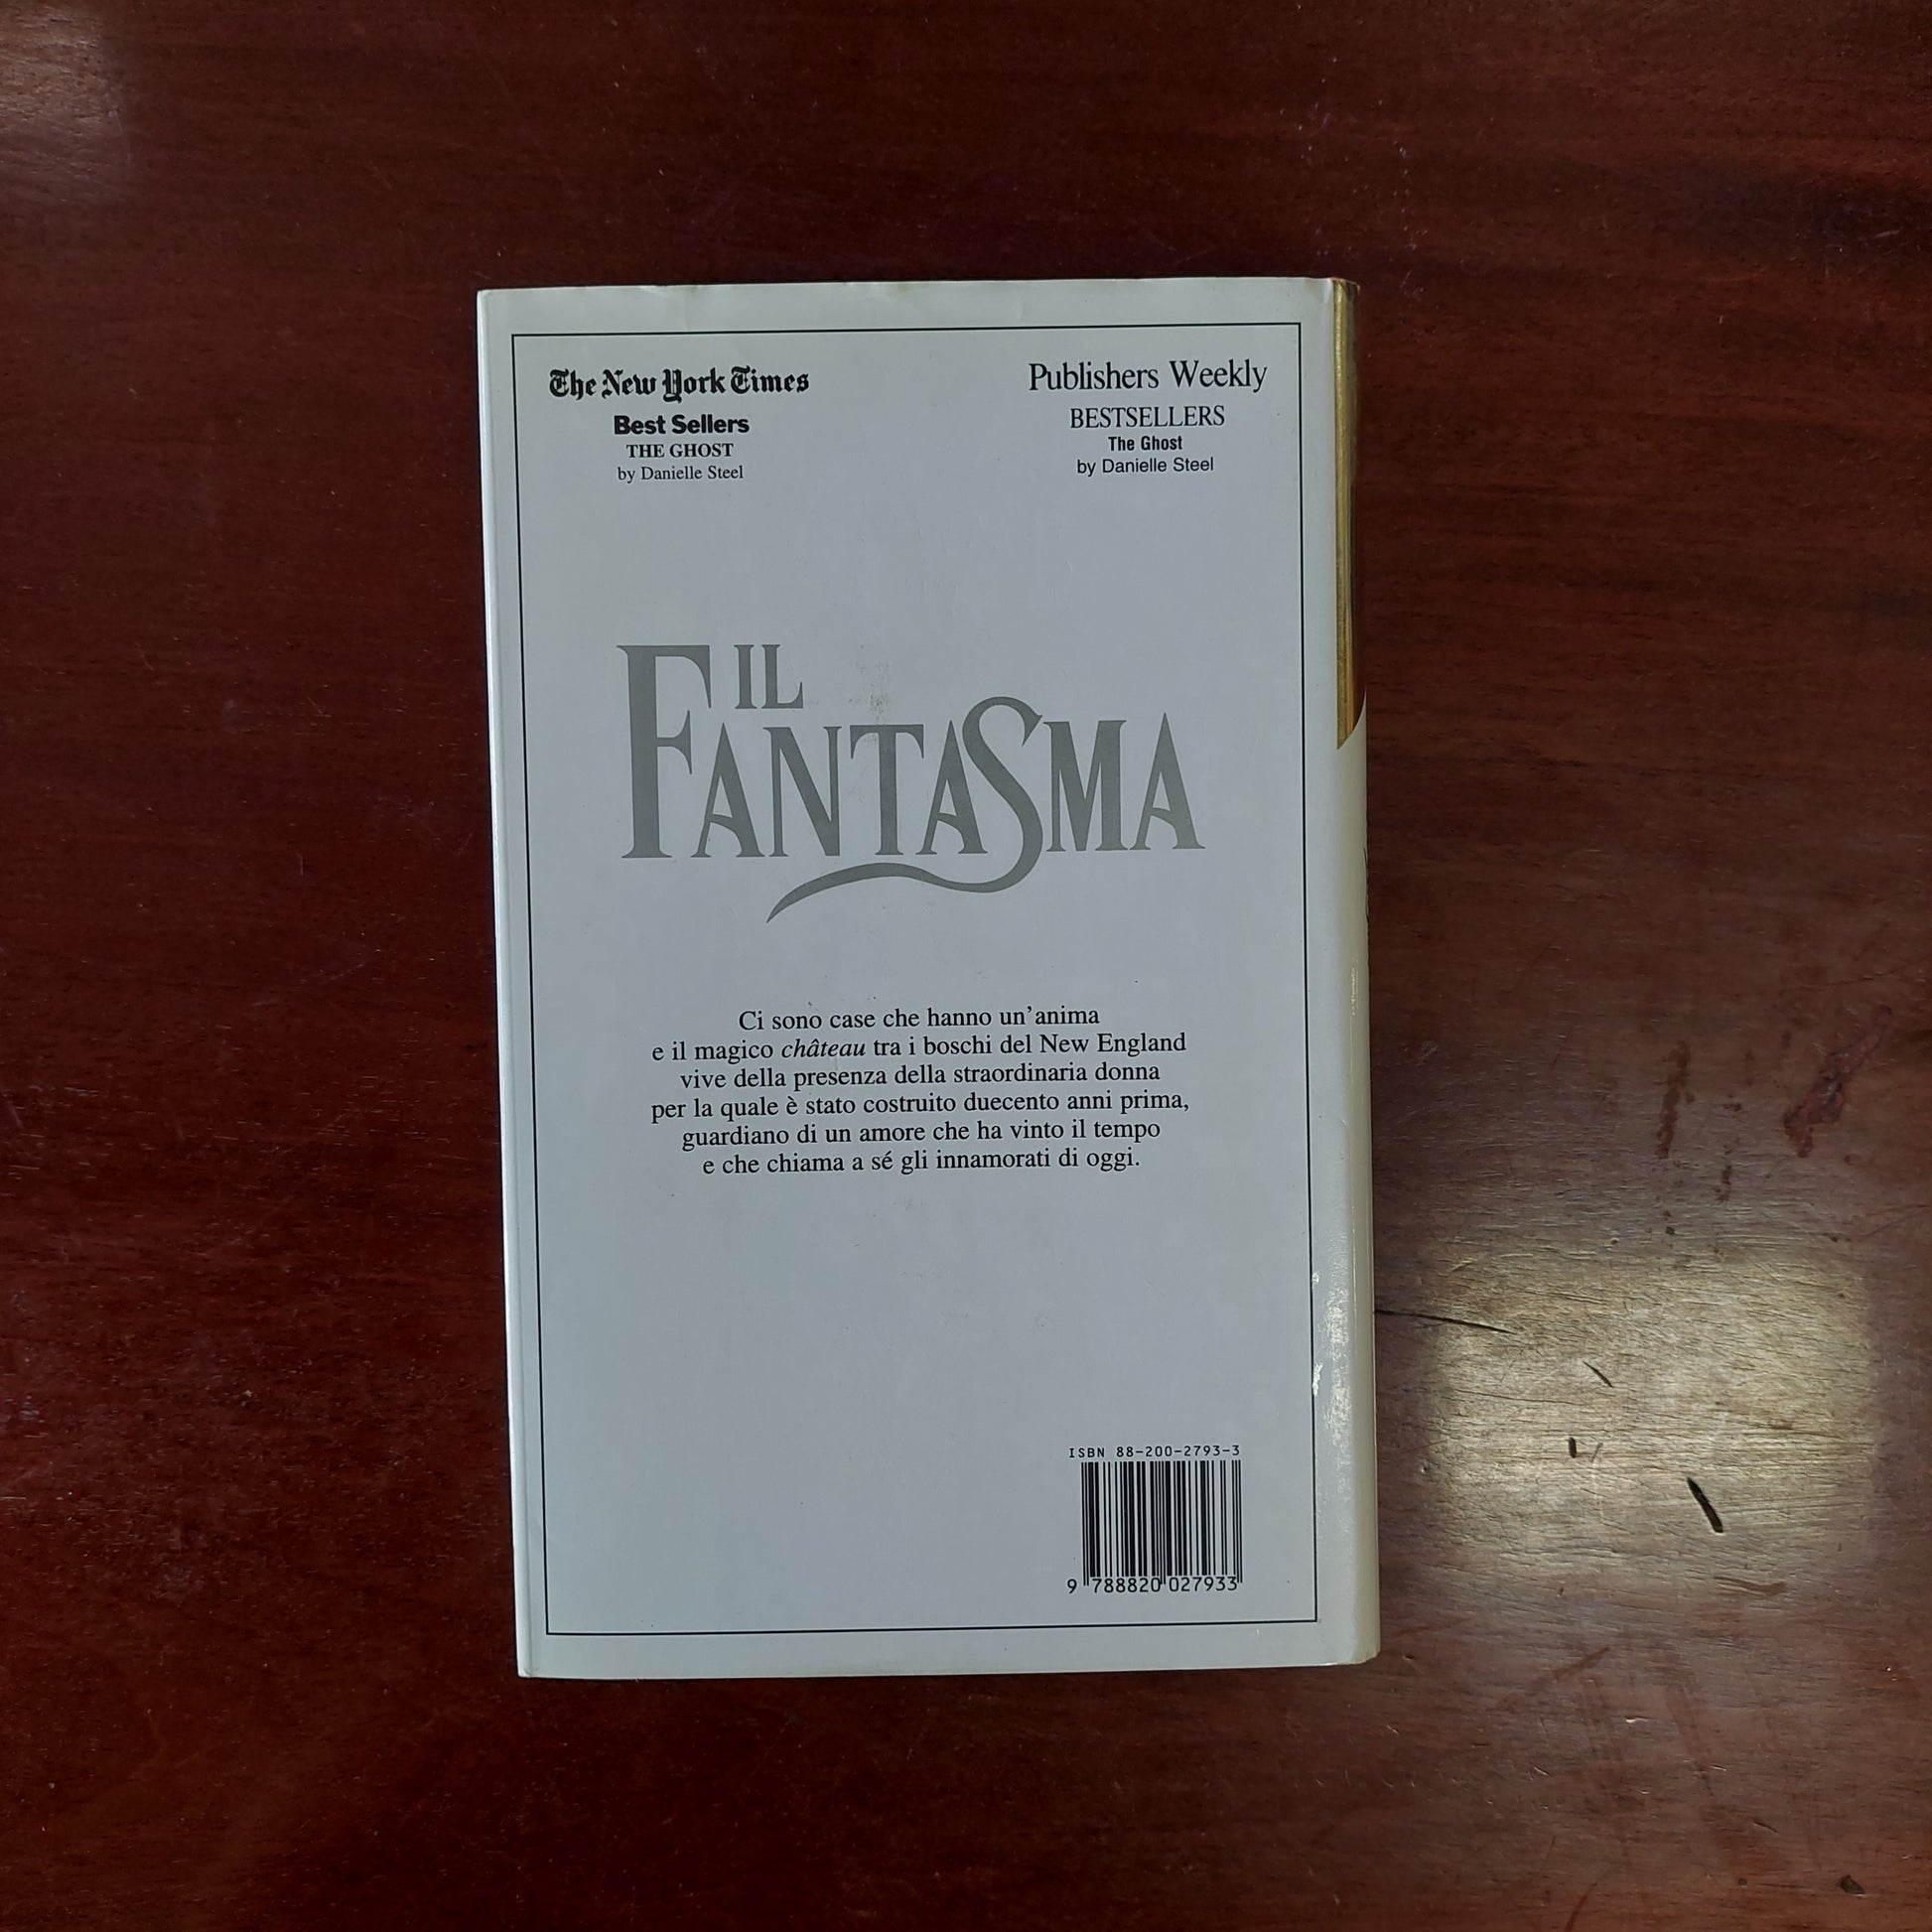 The New York Times
Best Sellers
THE GHOST
by Danielle Steel
Publishers Weekly
BESTSELLERS
The Ghost
by Danielle Steel
IL
FANTASMA
Ci sono case che hanno un'anima
e il magico château tra i boschi del New England
vive della presenza della straordinaria donna
per la quale è stato costruito duecento anni prima,
guardiano di un amore che ha vinto il tempo
e che chiama a sé gli innamorati di oggi.
ISBN 88-200-2793-3
9 788820 027933